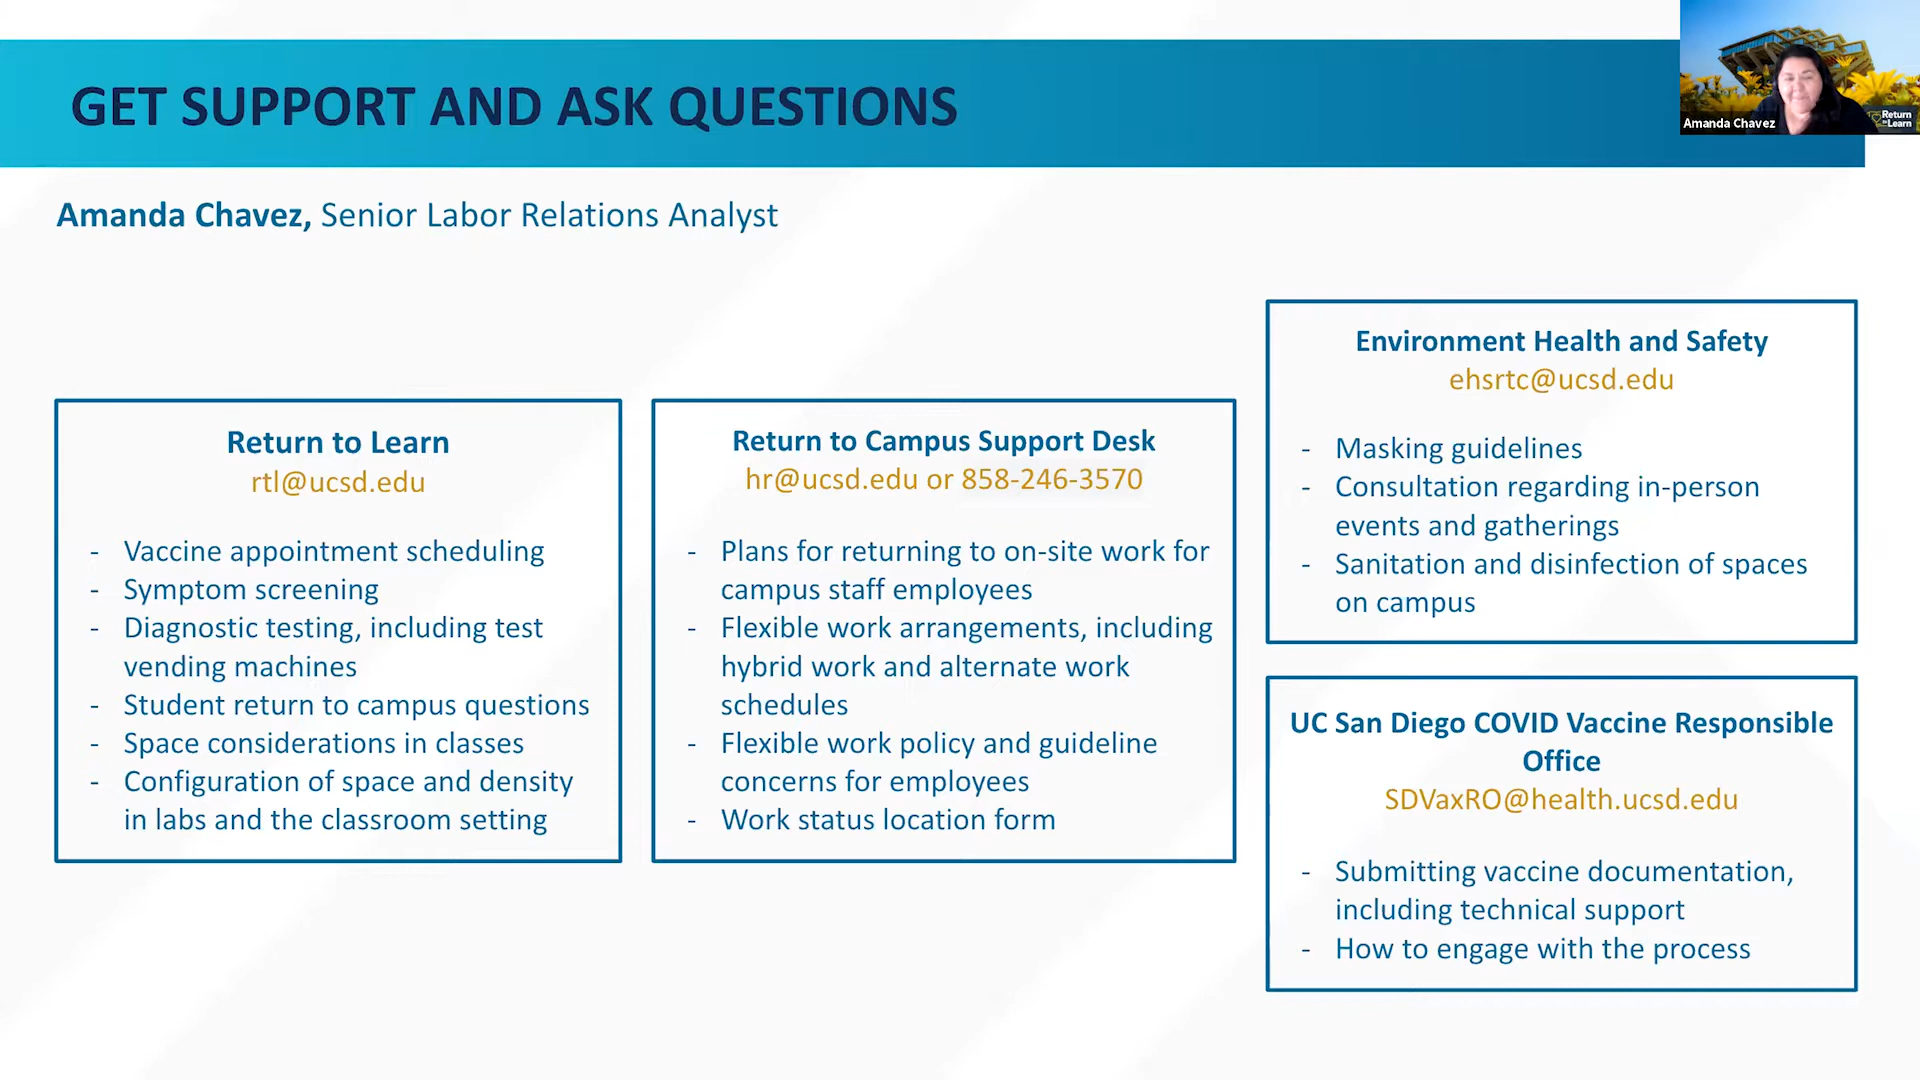 GET SUPPORT AND ASK QUESTIONS
Amanda Chavez
Return
to Learn
Amanda Chavez, Senior Labor Relations Analyst
Return to Learn
rtl@ucsd.edu
- Vaccine appointment scheduling
- Symptom screening
- Diagnostic testing, including test
vending machines
- Student return to campus questions
- Space considerations in classes
- Configuration of space and density
in labs and the classroom setting
Return to Campus Support Desk
hr@ucsd.edu or 858-246-3570
- Plans for returning to on-site work for
campus staff employees
- Flexible work arrangements, including
hybrid work and alternate work
schedules
- Flexible work policy and guideline
concerns for employees
- Work status location form
Environment Health and Safety
ehsrtc@ucsd.edu
- Masking guidelines
- Consultation regarding in-person
events and gatherings
- Sanitation and disinfection of spaces
on campus
UC San Diego COVID Vaccine Responsible
Office
SDVaxRO@health.ucsd.edu
- Submitting vaccine documentation,
including technical support
- How to engage with the process